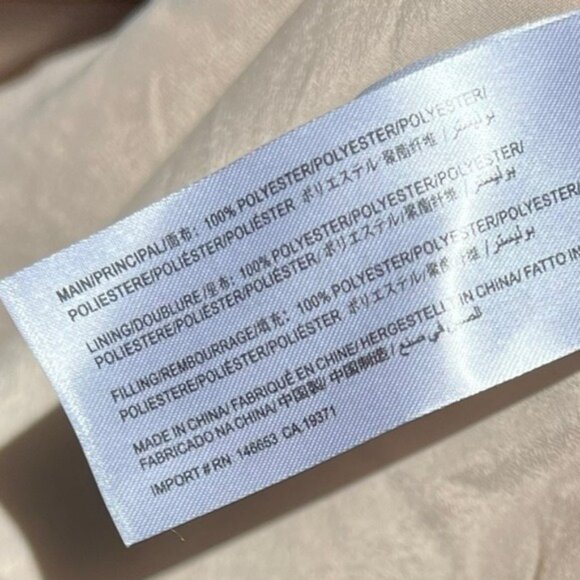 MAIN/PRINCIPAL/面布: 100% POLYESTER/POLYESTER/POLYESTER/
POLIESTERE/POLIÉSTER/POLIÉSTER ポリエステル 聚酯纤维 / بوليستر
LINING/DOUBLURE/里布: 100% POLYESTER/POLYESTER/POLYESTER/
POLIESTERE/POLIÉSTER/POLIÉSTER/ ポリエステル/聚酯纤维 / بوليستر
FILLING/REMBOURRAGE/填充: 100% POLYESTER/POLYESTER/POLYESTER/
POLIESTERE/POLIÉSTER/POLIÉSTER ポリエステル/聚酯纤维 / بوليستر
MADE IN CHINA/ FABRIQUÉ EN CHINE/ HERGESTELLT IN CHINA/ FATTO IN
FABRICADO NA CHINA/ 中国製/ 中国制造/ صنع في الصين
IMPORT # RN 146653 CA 19371